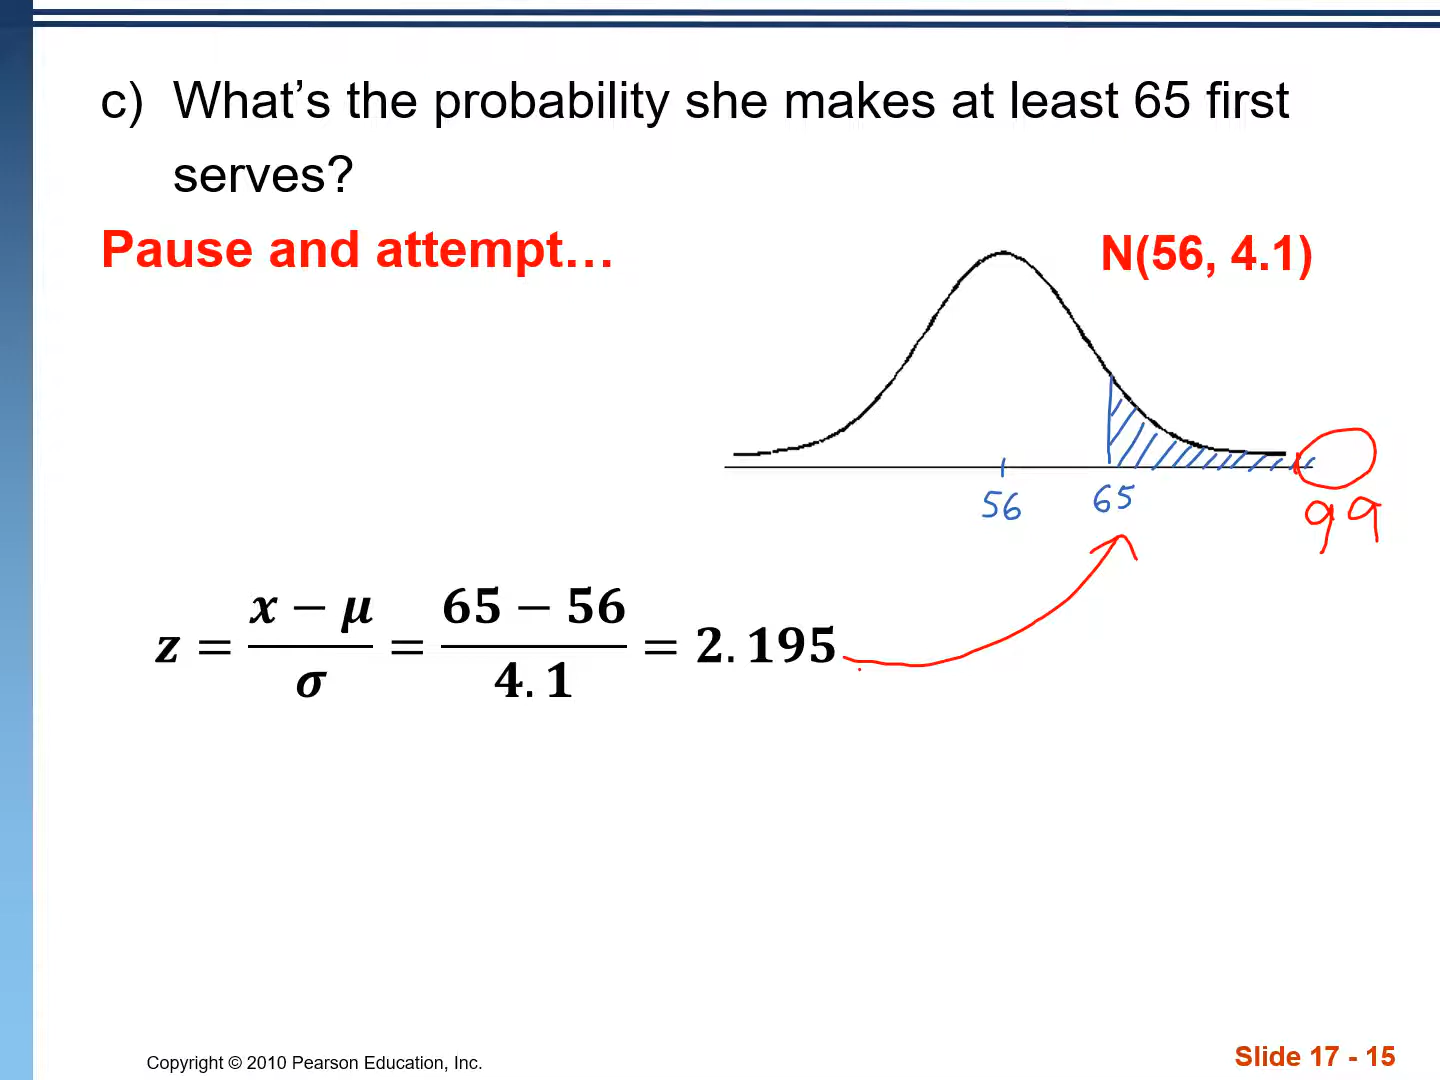 c) What's the probability she makes at least 65 first
serves?
Pause and attempt…
N(56, 4.1)
56
65
99
z = x − μ / σ = 65 − 56 / 4.1 = 2.195
Copyright © 2010 Pearson Education, Inc.
Slide 17 - 15